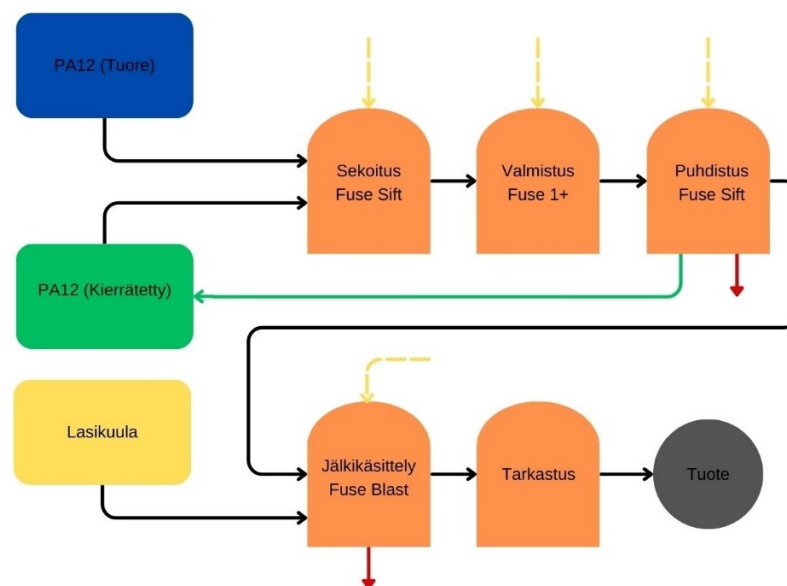 PA12 (Tuore)
Sekoitus
Fuse Sift
Valmistus
Fuse 1+
Puhdistus
Fuse Sift
PA12 (Kierrätetty)
Lasikuula
Jälkikäsittely
Fuse Blast
Tarkastus
Tuote